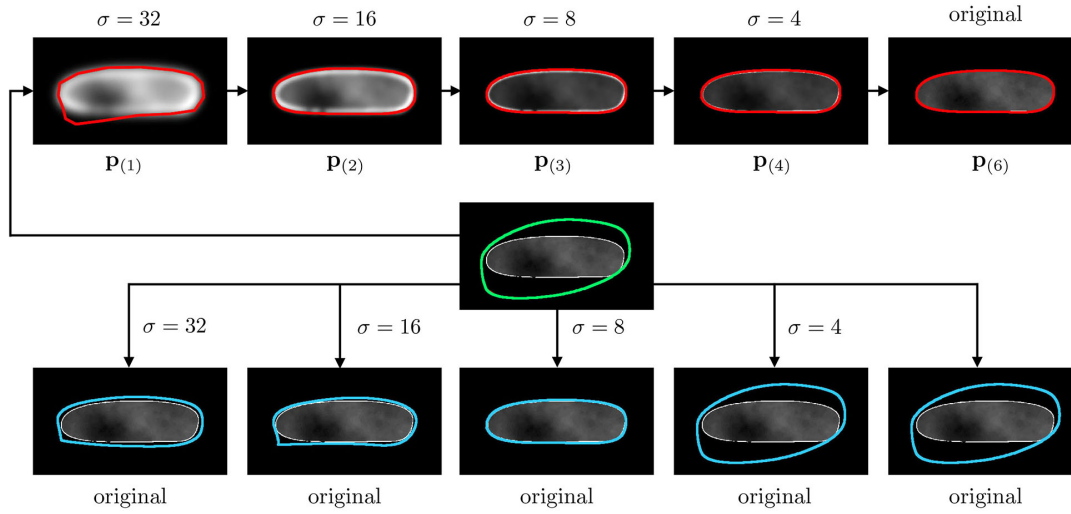 σ = 32
σ = 16
σ = 8
σ = 4
original
p(1)
p(2)
p(3)
p(4)
p(6)
σ = 32
σ = 16
σ = 8
σ = 4
original
original
original
original
original